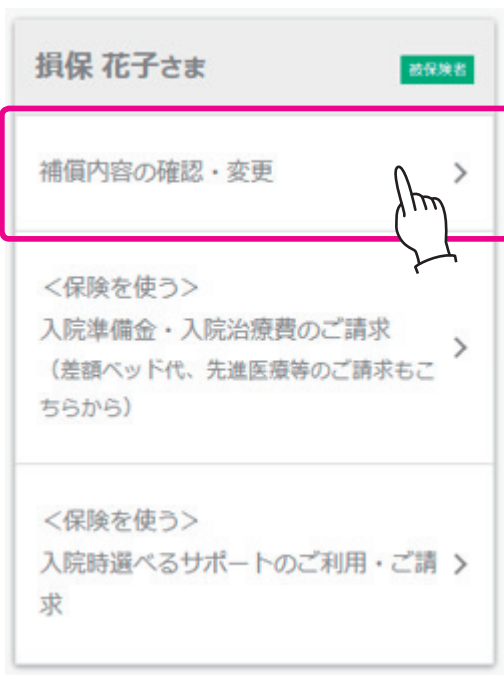 損保 花子さま
被保険者
補償内容の確認・変更
＜保険を使う＞
入院準備金・入院治療費のご請求
（差額ベッド代、先進医療等のご請求もこ
ちらから）
＜保険を使う＞
入院時選べるサポートのご利用・ご請
求